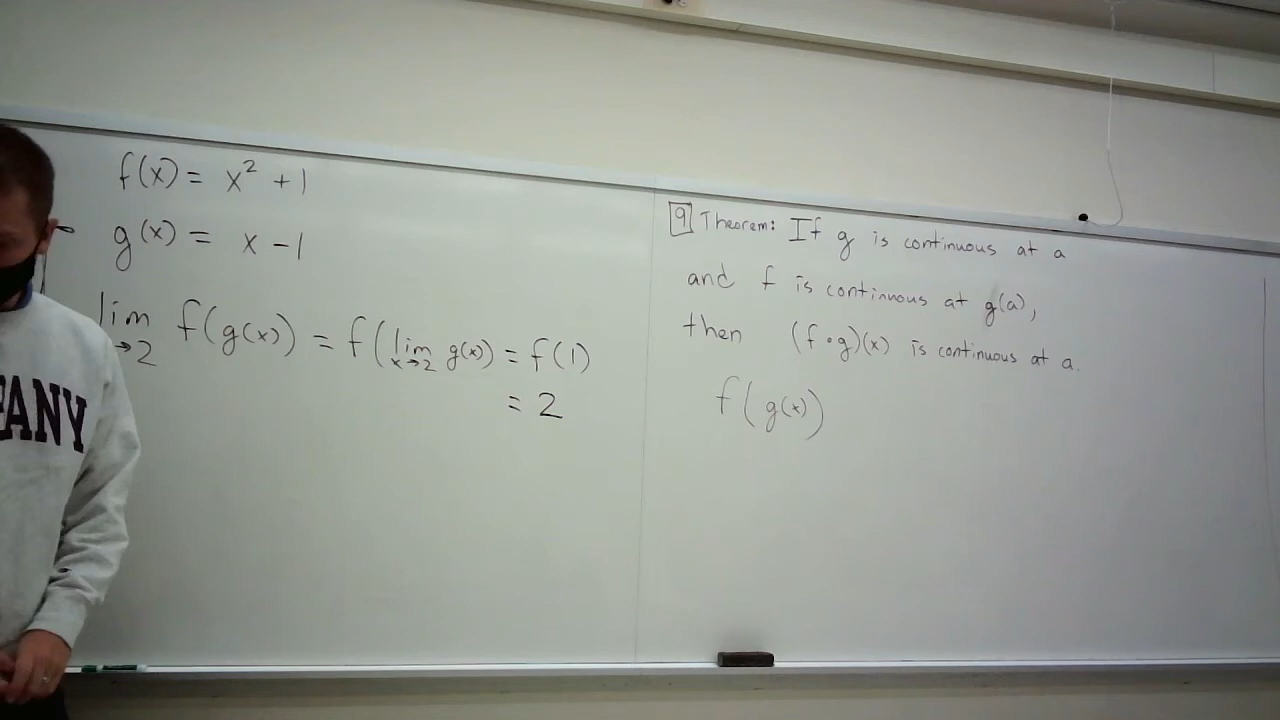 f(x) = x² + 1
g(x) = x - 1
lim f(g(x)) = f(lim g(x)) = f(1)
→2 x→2
= 2
9 Theorem: If g is continuous at a
and f is continuous at g(a),
then (f∘g)(x) is continuous at a.
f(g(x))
ANY